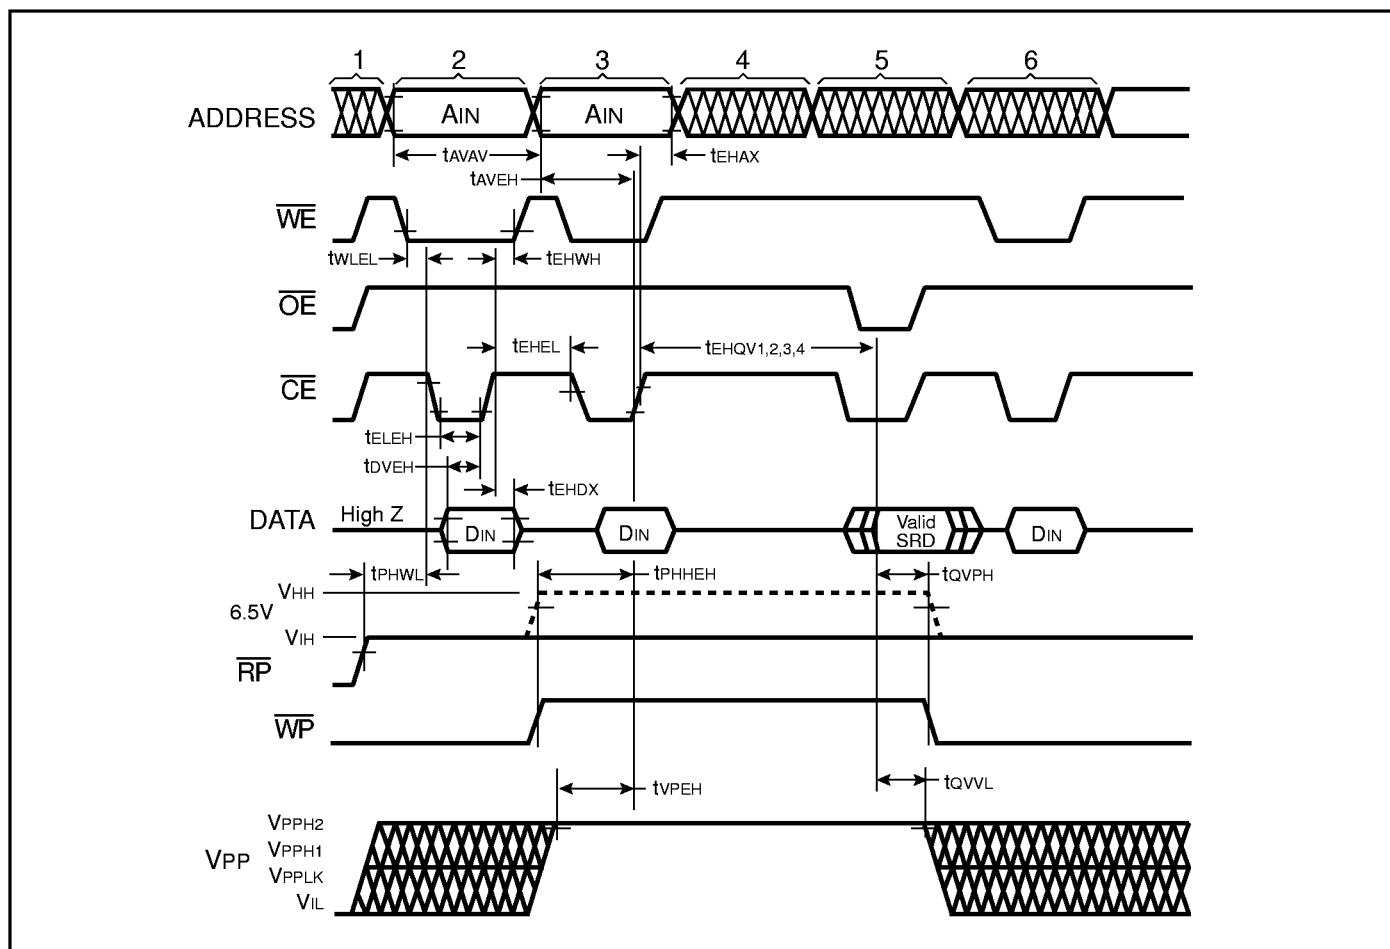 1 2 3 4 5 6
ADDRESS AIN AIN
tAVAV tEHAX
tAVEH
WE
tWLEL tEHWH
OE
tEHEL tEHQV1,2,3,4
CE
tELEH
tDVEH
tEHDX
DATA High Z DIN DIN Valid SRD DIN
tPHWL tPHHEH tQVPH
VHH
6.5V
VIH
RP
WP
tVPEH tQVVL
VPPH2
VPP VPPH1
VPPLK
VIL